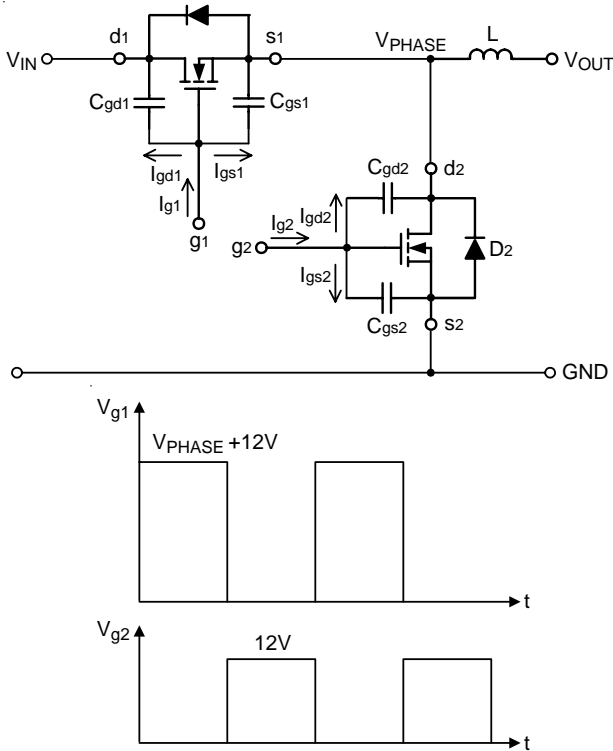 d1
s1
VPHASE
L
VIN
VOUT
Cgd1
Cgs1
Igd1
Igs1
Ig1
g1
Cgd2
d2
Ig2
Igd2
g2
D2
Igs2
Cgs2
s2
GND
Vg1
VPHASE +12V
t
Vg2
12V
t